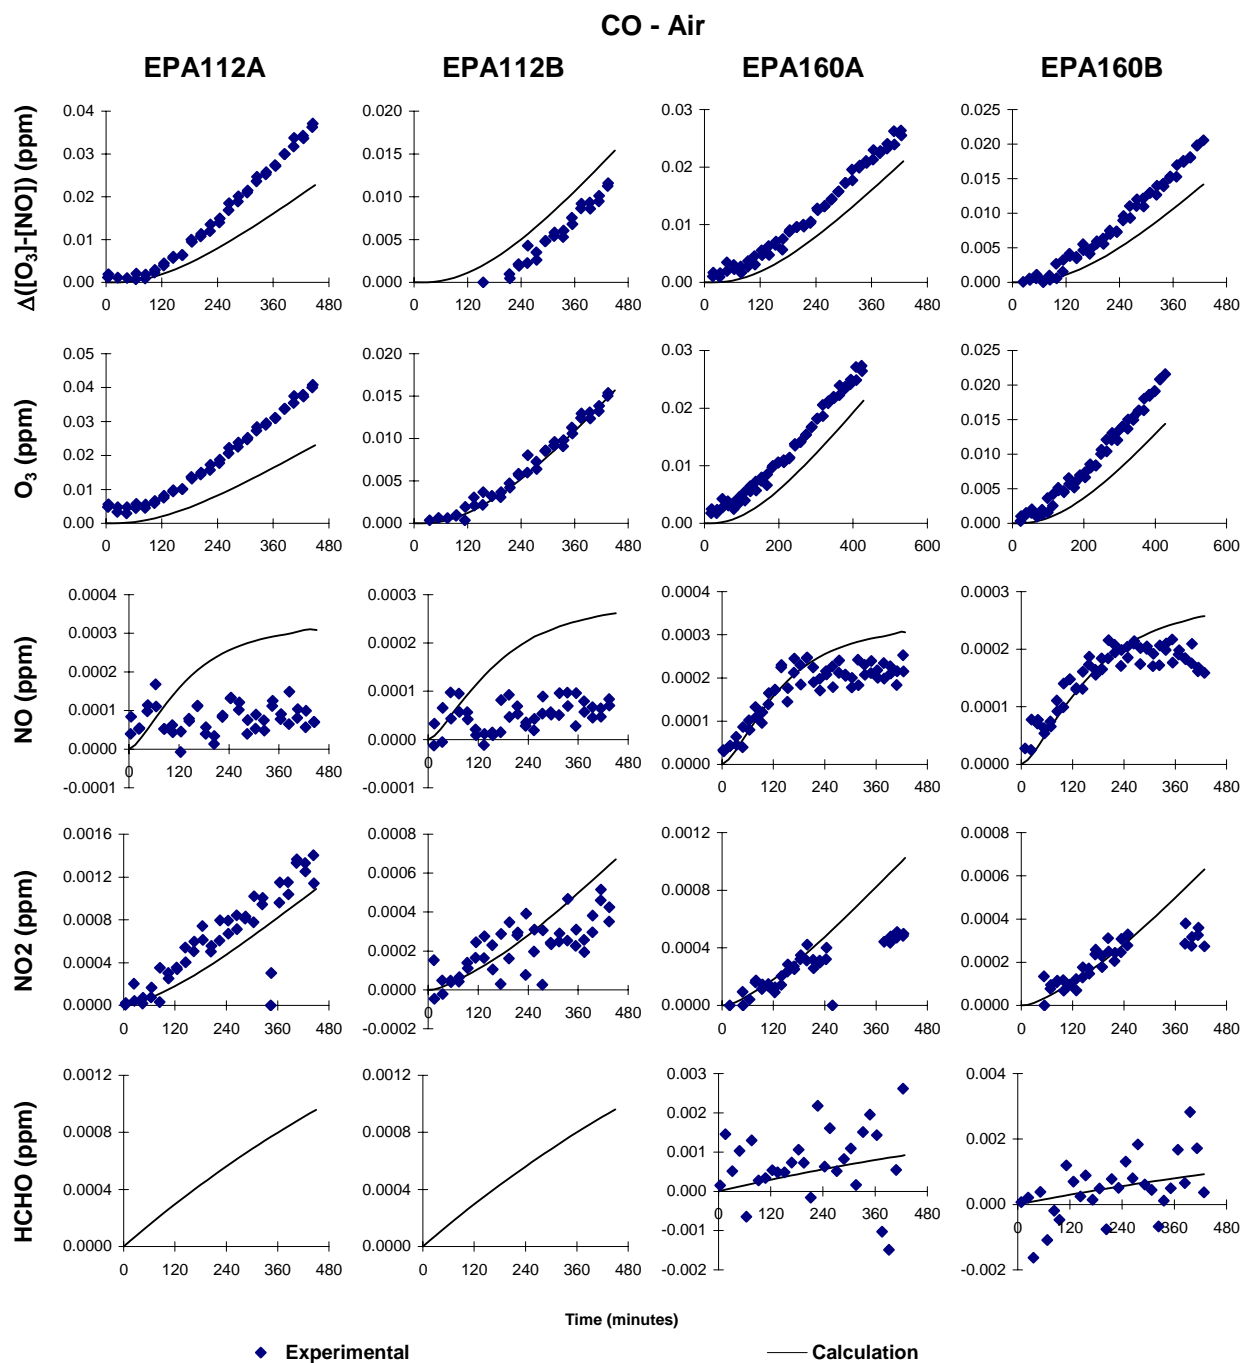 CO - Air
EPA112A EPA112B EPA160A EPA160B
Δ([O3]-[NO]) (ppm)
0.04 0.020 0.03 0.025
0.03 0.015 0.02 0.020
0.02 0.010 0.01 0.015
0.01 0.005 0.00 0.010
0.00 0.000 0.005
0.000
0 120 240 360 480 0 120 240 360 480 0 120 240 360 480 0 120 240 360 480
O3 (ppm)
0.05 0.020 0.03 0.025
0.04 0.015 0.02 0.020
0.03 0.010 0.01 0.015
0.02 0.005 0.00 0.010
0.01 0.000 0.005
0.00 0.000
0 120 240 360 480 0 120 240 360 480 0 200 400 600 0 200 400 600
NO (ppm)
0.0004 0.0003 0.0004 0.0003
0.0003 0.0002 0.0003 0.0002
0.0002 0.0001 0.0002 0.0001
0.0001 0.0000 0.0001 0.0000
0.0000 -0.0001 0.0000
-0.0001
0 120 240 360 480 0 120 240 360 480 0 120 240 360 480 0 120 240 360 480
NO2 (ppm)
0.0016 0.0008 0.0012 0.0008
0.0012 0.0006 0.0008 0.0006
0.0008 0.0004 0.0004 0.0004
0.0004 0.0002 0.0000 0.0002
0.0000 0.0000 0.0000
-0.0002
0 120 240 360 480 0 120 240 360 480 0 120 240 360 480 0 120 240 360 480
HCHO (ppm)
0.0012 0.0012 0.003 0.004
0.0008 0.0008 0.002 0.002
0.0004 0.0004 0.001 0.000
0.0000 0.0000 0.000 -0.002
-0.001
-0.002
0 120 240 360 480 0 120 240 360 480 0 120 240 360 480 0 120 240 360 480
Time (minutes)
Experimental Calculation